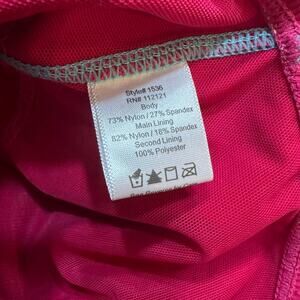 Style# 1536
RN# 112121
Body
73% Nylon / 27% Spandex
Main Lining
82% Nylon / 18% Spandex
Second Lining
100% Polyester